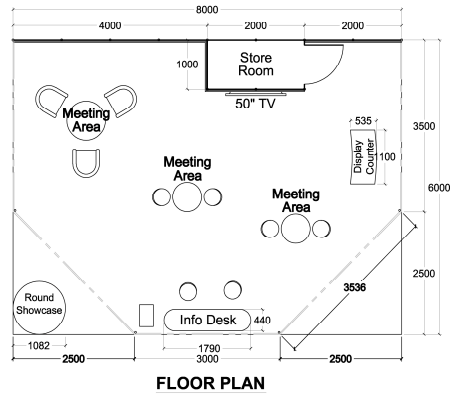 8000
4000
2000
2000
1000
Store
Room
50" TV
Meeting
Area
535
Display
Counter
1100
3500
6000
Meeting
Area
Meeting
Area
2500
3536
Round
Showcase
Info Desk
440
1082
1790
2500
3000
2500
FLOOR PLAN